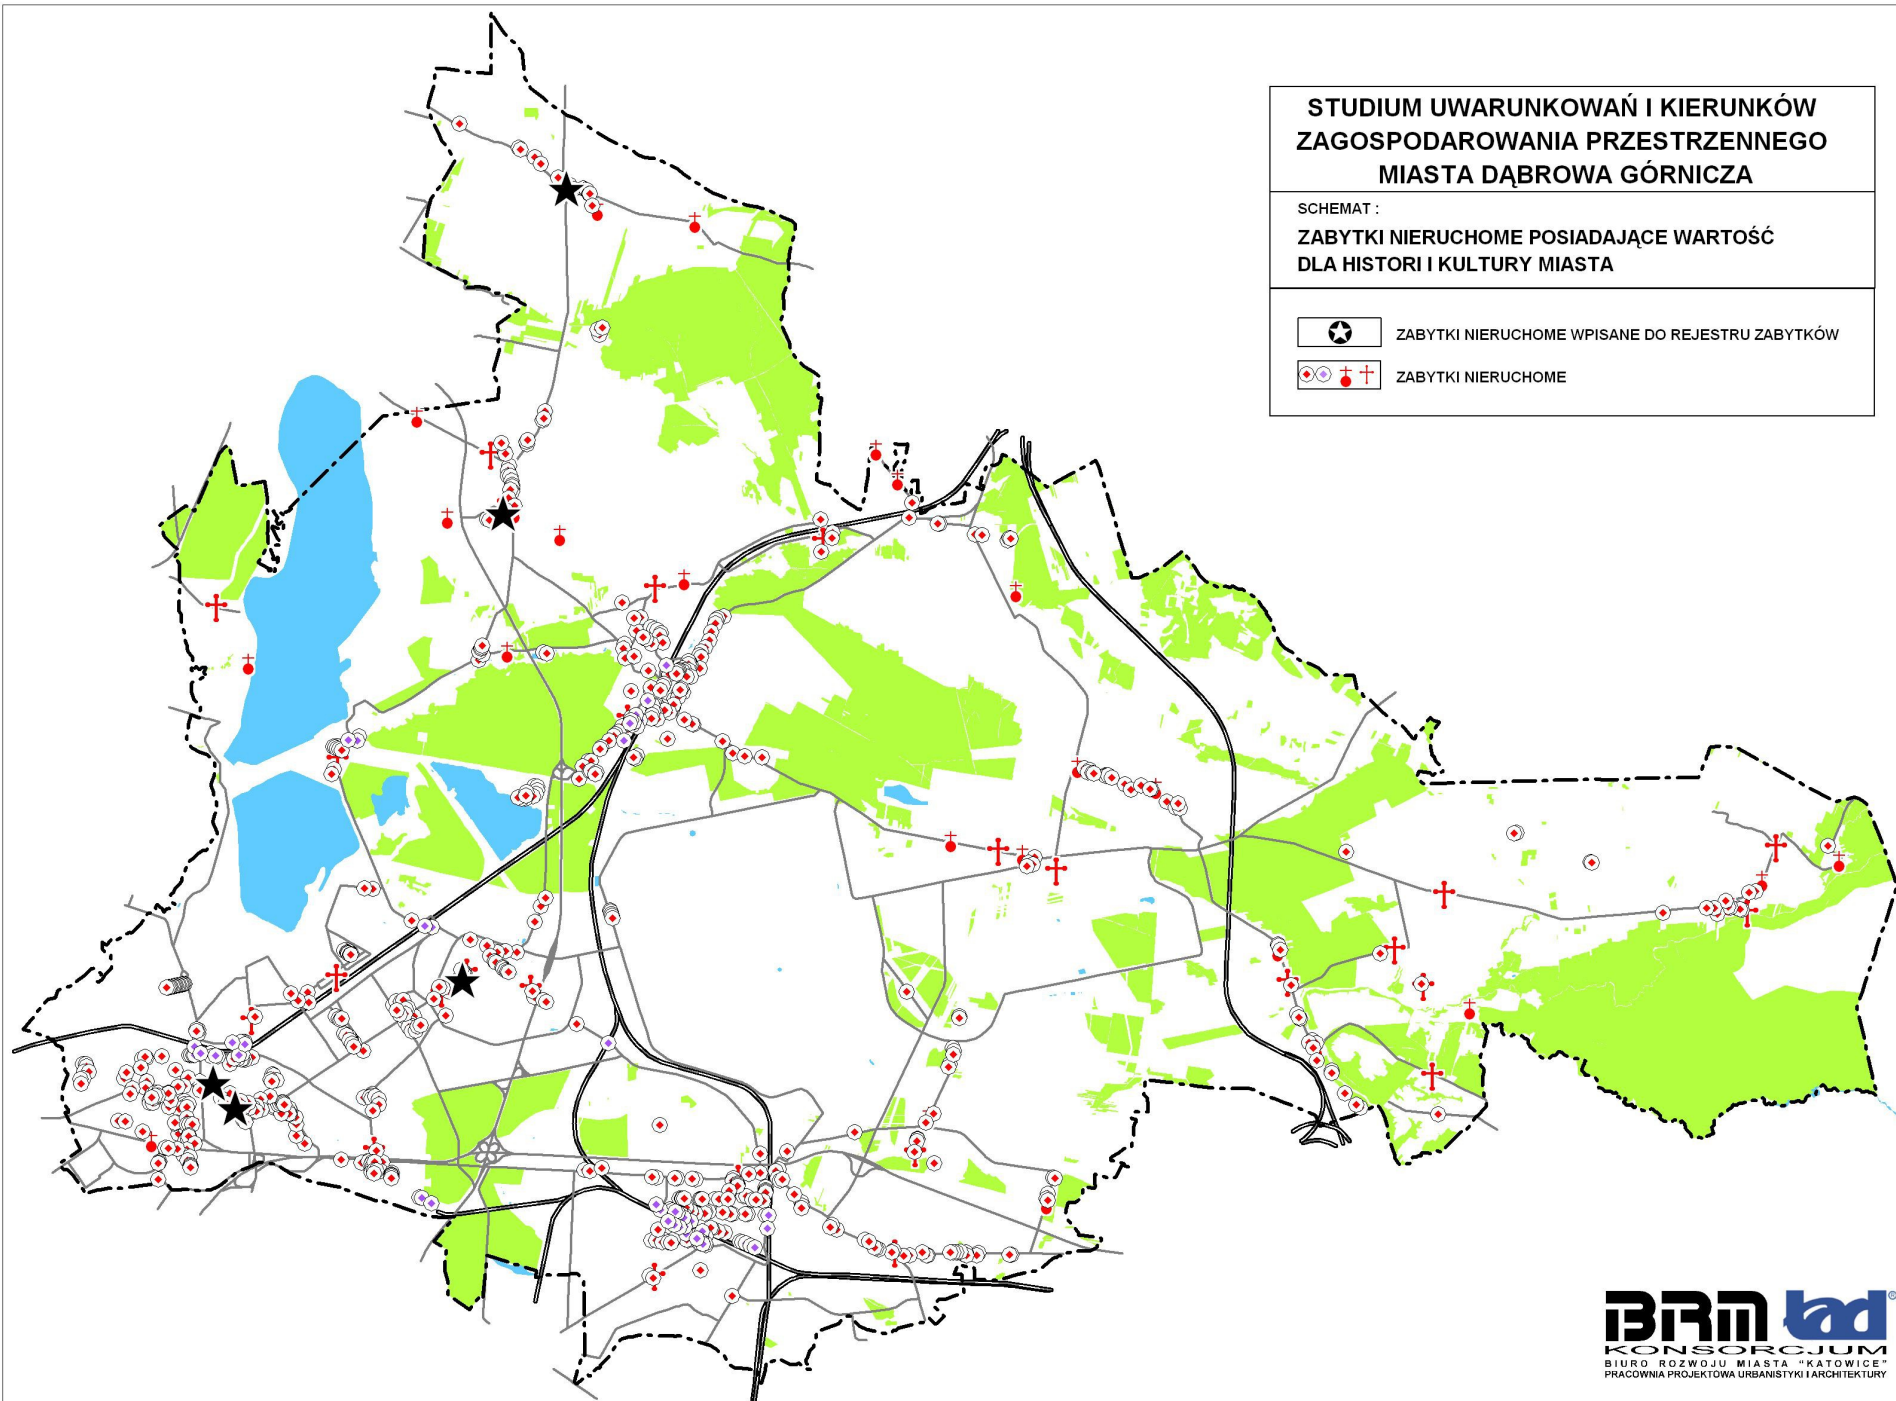 STUDIUM UWARUNKOWAŃ I KIERUNKÓW
ZAGOSPODAROWANIA PRZESTRZENNEGO
MIASTA DĄBROWA GÓRNICZA
SCHEMAT :
ZABYTKI NIERUCHOME POSIADAJĄCE WARTOŚĆ
DLA HISTORI I KULTURY MIASTA
ZABYTKI NIERUCHOME WPISANE DO REJESTRU ZABYTKÓW
ZABYTKI NIERUCHOME
BRM ład ®
KONSORCJUM
BIURO ROZWOJU MIASTA "KATOWICE"
PRACOWNIA PROJEKTOWA URBANISTYKI I ARCHITEKTURY